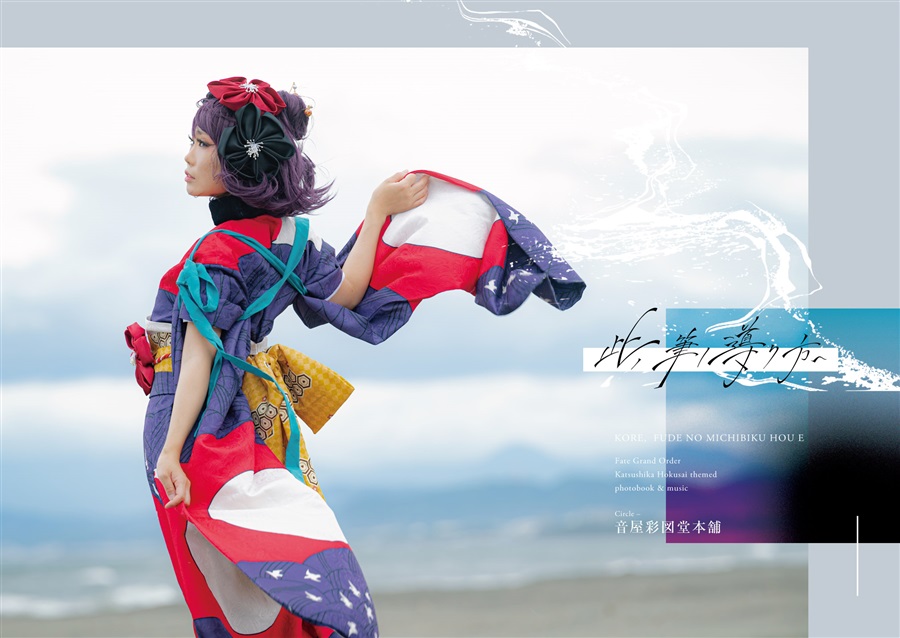 此、筆ノ導ク方へ
KORE, FUDE NO MICHIBIKU HOU E
Fate Grand Order
Katsushika Hokusai themed
photobook & music
Circle –
音屋彩図堂本舗